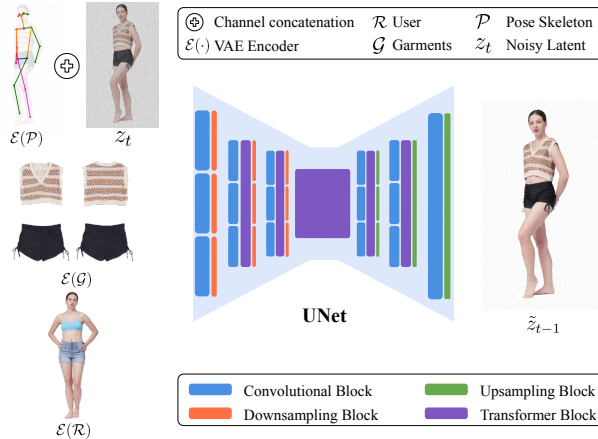 ⊕ Channel concatenation R User P Pose Skeleton
E(·) VAE Encoder G Garments z_t Noisy Latent
E(P) z_t
E(G)
E(R)
UNet
z̃_{t−1}
Convolutional Block Upsampling Block
Downsampling Block Transformer Block